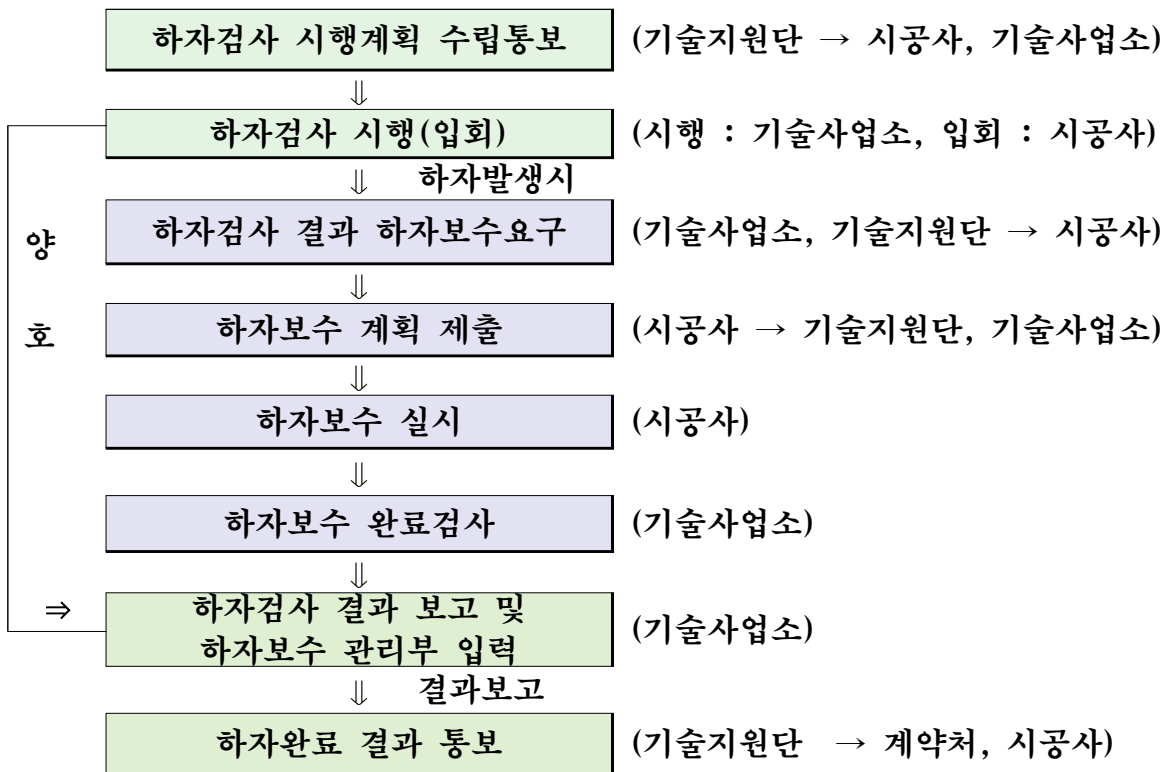 하자검사 시행계획 수립통보 (기술지원단 → 시공사, 기술사업소)
⇓
하자검사 시행(입회) (시행 : 기술사업소, 입회 : 시공사)
⇓ 하자발생시
하자검사 결과 하자보수요구 (기술사업소, 기술지원단 → 시공사)
양
⇓
하자보수 계획 제출 (시공사 → 기술지원단, 기술사업소)
호
⇓
하자보수 실시 (시공사)
⇓
하자보수 완료검사 (기술사업소)
⇓
⇒ 하자검사 결과 보고 및
하자보수 관리부 입력 (기술사업소)
⇓ 결과보고
하자완료 결과 통보 (기술지원단 → 계약처, 시공사)